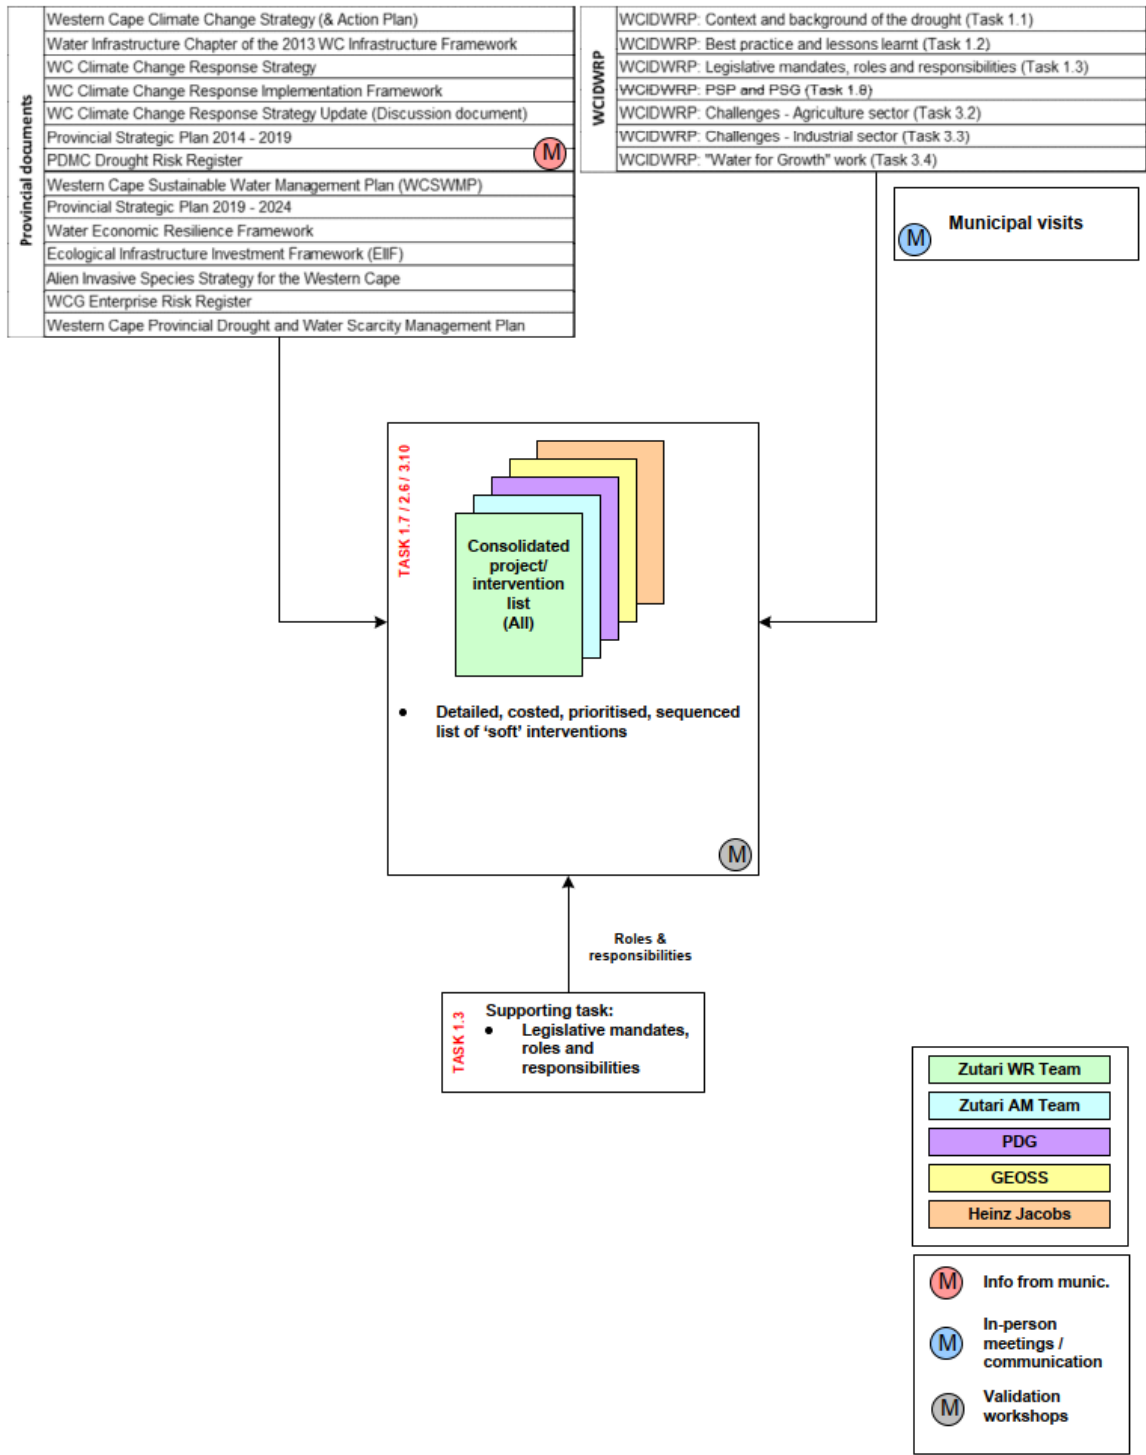 Provincial documents
Western Cape Climate Change Strategy (& Action Plan)
Water Infrastructure Chapter of the 2013 WC Infrastructure Framework
WC Climate Change Response Strategy
WC Climate Change Response Implementation Framework
WC Climate Change Response Strategy Update (Discussion document)
Provincial Strategic Plan 2014 - 2019
PDMC Drought Risk Register
M
Western Cape Sustainable Water Management Plan (WCSWMP)
Provincial Strategic Plan 2019 - 2024
Water Economic Resilience Framework
Ecological Infrastructure Investment Framework (EIIF)
Alien Invasive Species Strategy for the Western Cape
WCG Enterprise Risk Register
Western Cape Provincial Drought and Water Scarcity Management Plan
WCIDWRP
WCIDWRP: Context and background of the drought (Task 1.1)
WCIDWRP: Best practice and lessons learnt (Task 1.2)
WCIDWRP: Legislative mandates, roles and responsibilities (Task 1.3)
WCIDWRP: PSP and PSG (Task 1.8)
WCIDWRP: Challenges - Agriculture sector (Task 3.2)
WCIDWRP: Challenges - Industrial sector (Task 3.3)
WCIDWRP: "Water for Growth" work (Task 3.4)
M
Municipal visits
TASK 1.7 / 2.6 / 3.10
Consolidated
project/
intervention
list
(All)
● Detailed, costed, prioritised, sequenced
list of ‘soft’ interventions
M
Roles &
responsibilities
TASK 1.3
Supporting task:
● Legislative mandates,
roles and
responsibilities
Zutari WR Team
Zutari AM Team
PDG
GEOSS
Heinz Jacobs
M Info from munic.
M In-person
meetings /
communication
M Validation
workshops